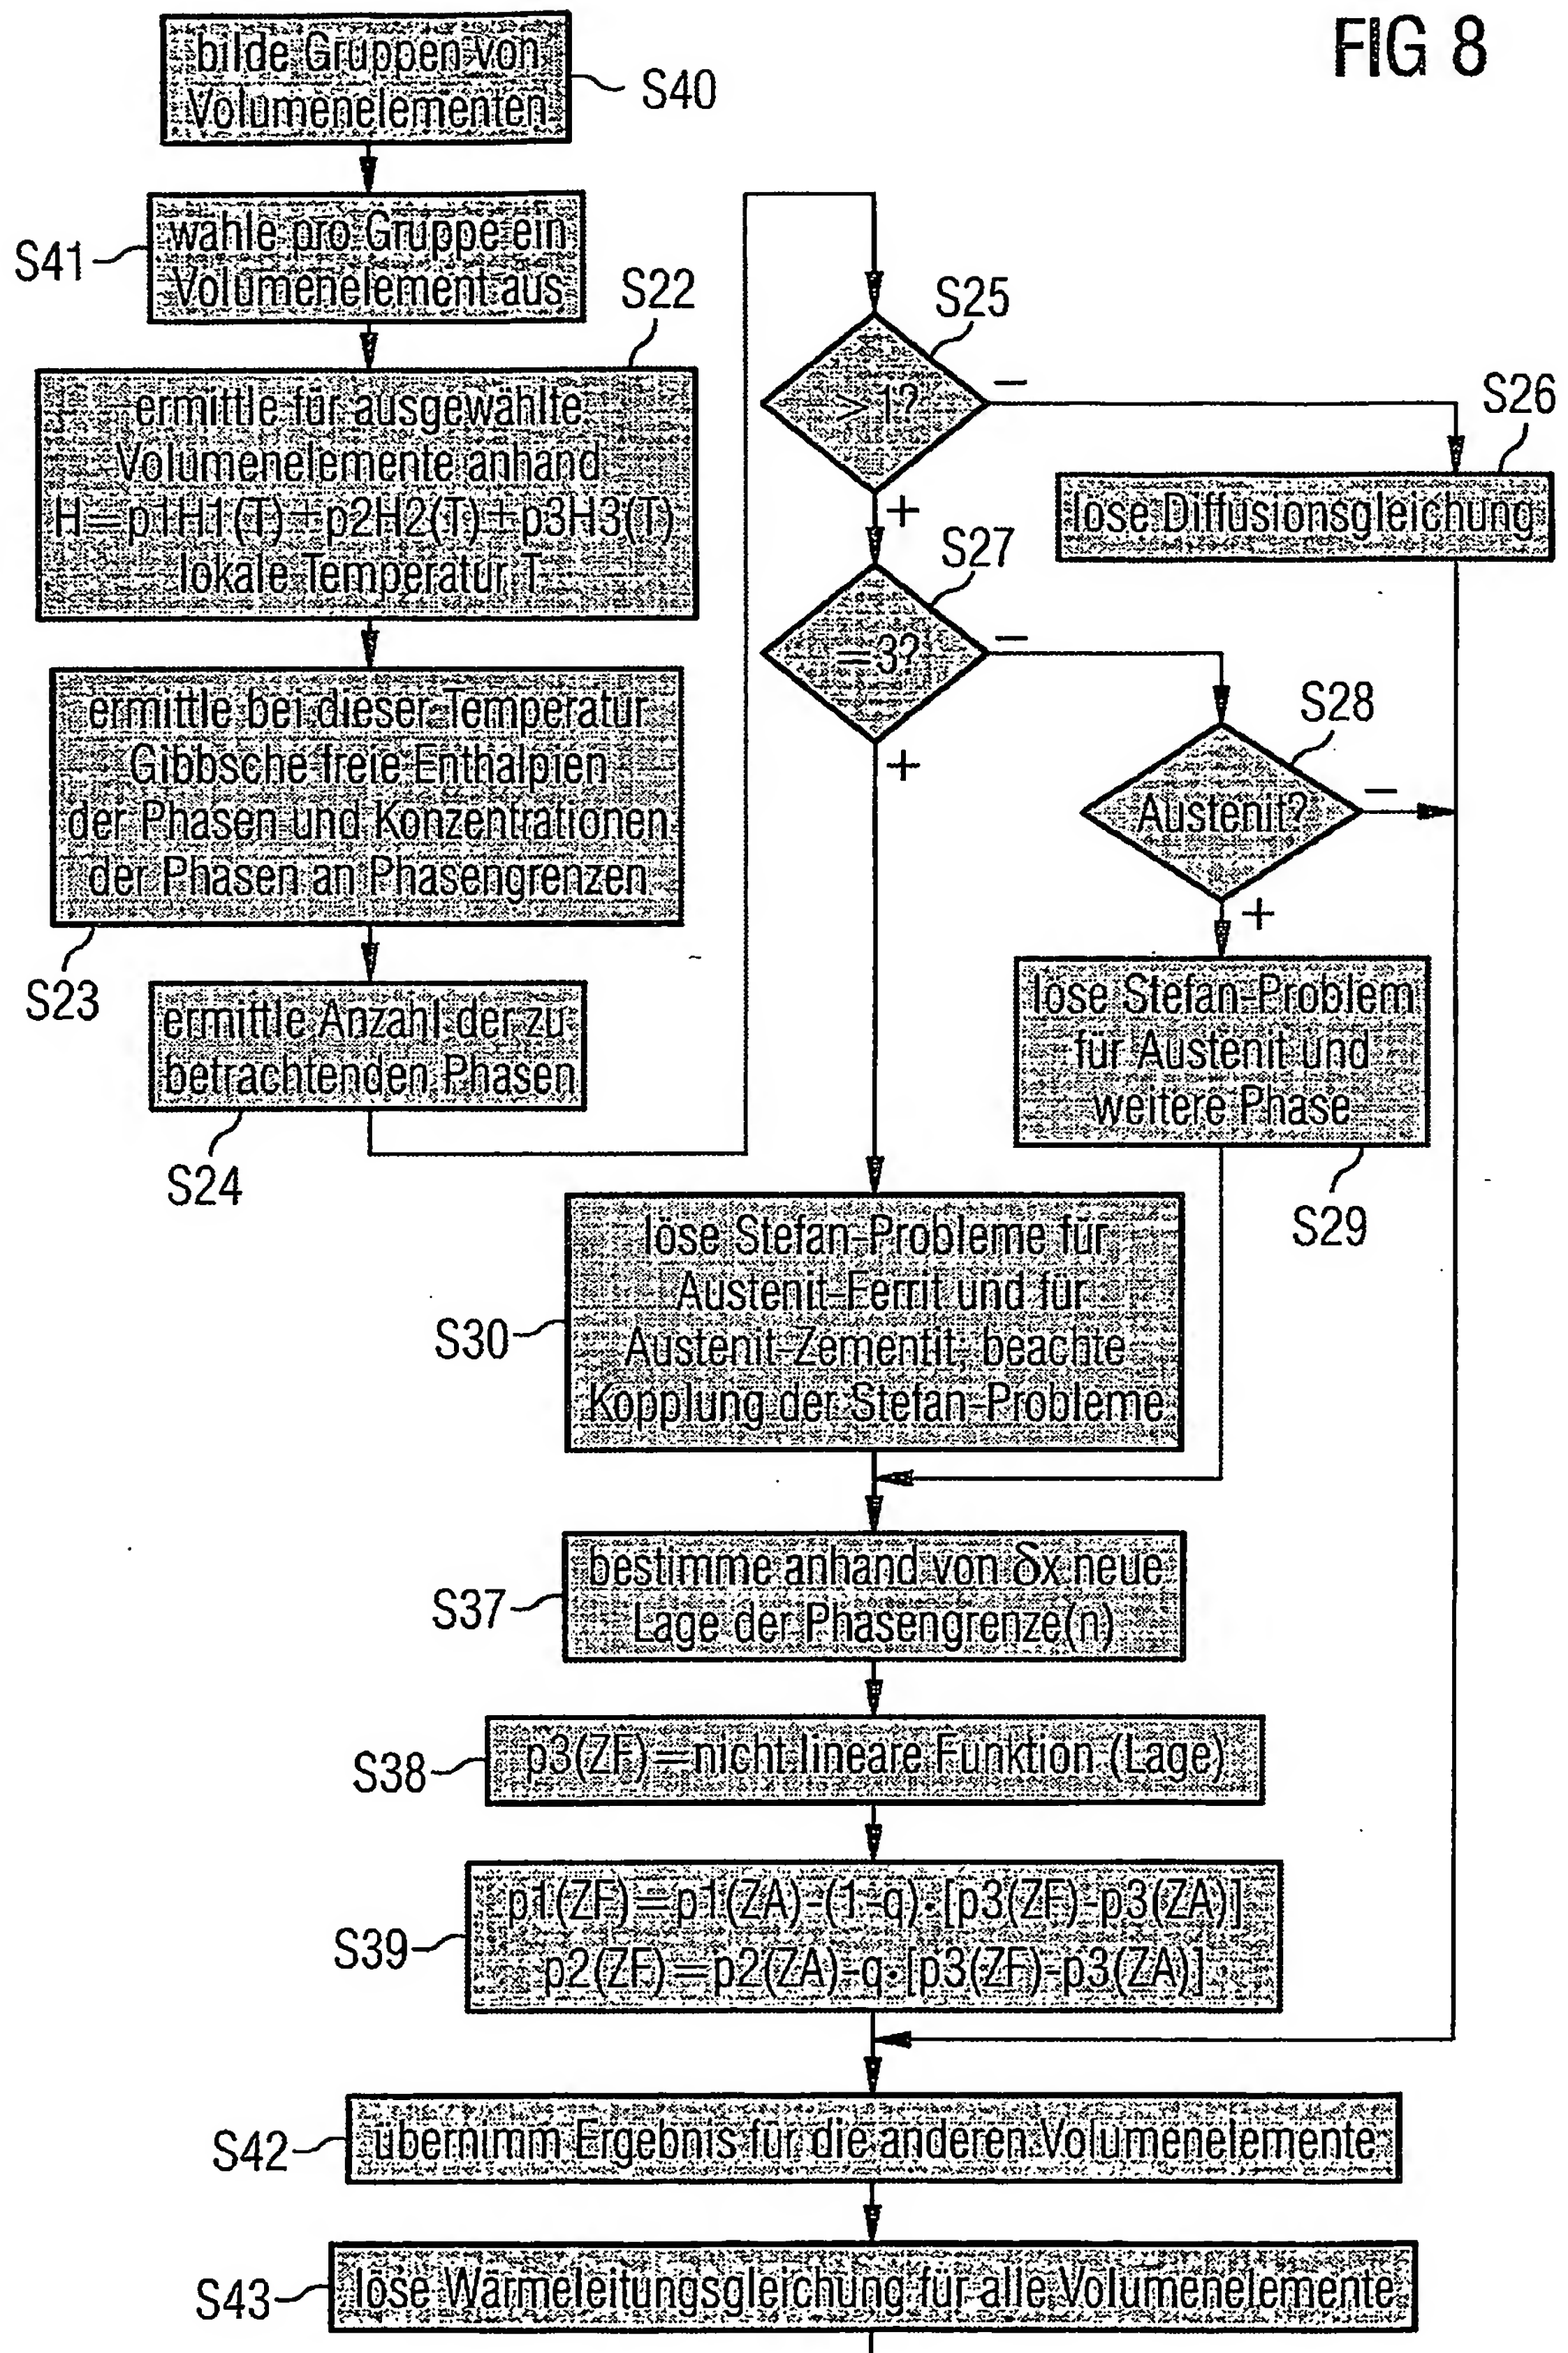 FIG 8
bilde Gruppen von
Volumenelementen
S40
wähle pro Gruppe ein
Volumenelement aus
S41
S22
ermittle für ausgewählte
Volumenelemente anhand
H=p1H1(T)+p2H2(T)+p3H3(T)
lokale Temperatur T
ermittle bei dieser Temperatur
Gibbsche freie Enthalpien
der Phasen und Konzentrationen
der Phasen an Phasengrenzen
S23
ermittle Anzahl der zu
betrachtenden Phasen
S24
S25
>1?
−
+
S26
löse Diffusionsgleichung
S27
=3?
−
+
S28
Austenit?
−
+
löse Stefan-Problem
für Austenit und
weitere Phase
S29
löse Stefan-Probleme für
Austenit-Ferrit und für
Austenit-Zementit; beachte
Kopplung der Stefan-Probleme
S30
bestimme anhand von δx neue
Lage der Phasengrenze(n)
S37
p3(ZF)=nicht lineare Funktion (Lage)
S38
p1(ZF)=p1(ZA)-(1-q)·[p3(ZF)-p3(ZA)]
p2(ZF)=p2(ZA)-q·[p3(ZF)-p3(ZA)]
S39
übernimm Ergebnis für die anderen Volumenelemente
S42
löse Wärmeleitungsgleichung für alle Volumenelemente
S43